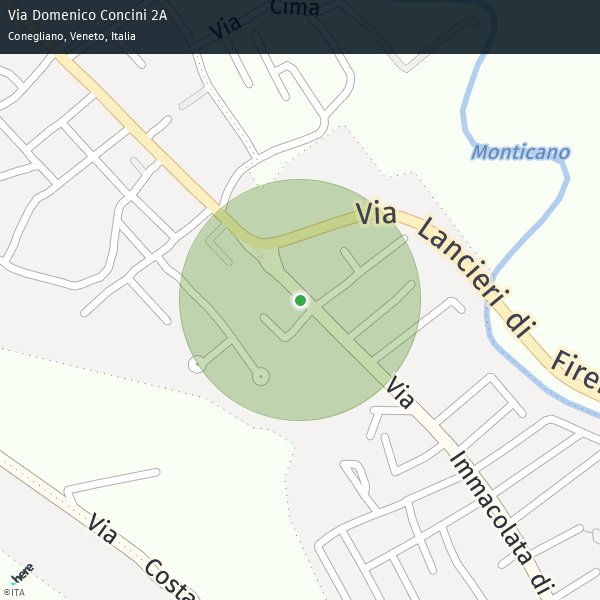 Via Domenico Concini 2A
Conegliano, Veneto, Italia
Via Cima
Monticano
Via Lancieri di Firen
Via Immacolata di
Via Costa
here
©ITA